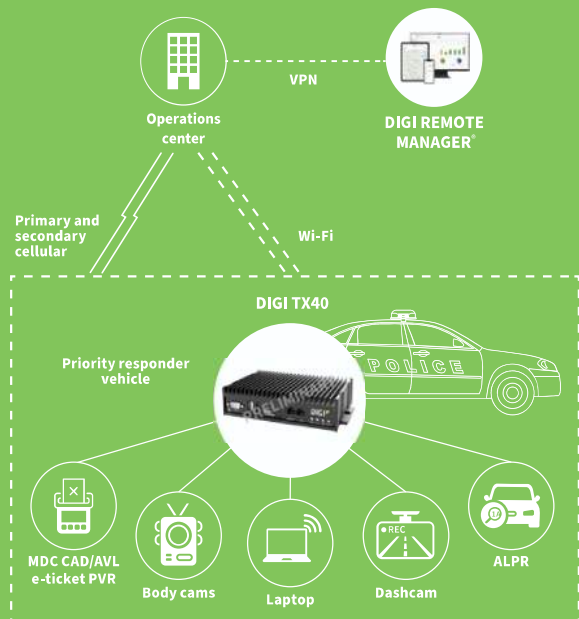 VPN
Operations
center
DIGI REMOTE
MANAGER®
Primary and
secondary
cellular
Wi-Fi
DIGI TX40
Priority responder
vehicle
POLICE
PRELIMINARY
DIGI
REC
MDC CAD/AVL
e-ticket PVR
Body cams
Laptop
Dashcam
ALPR